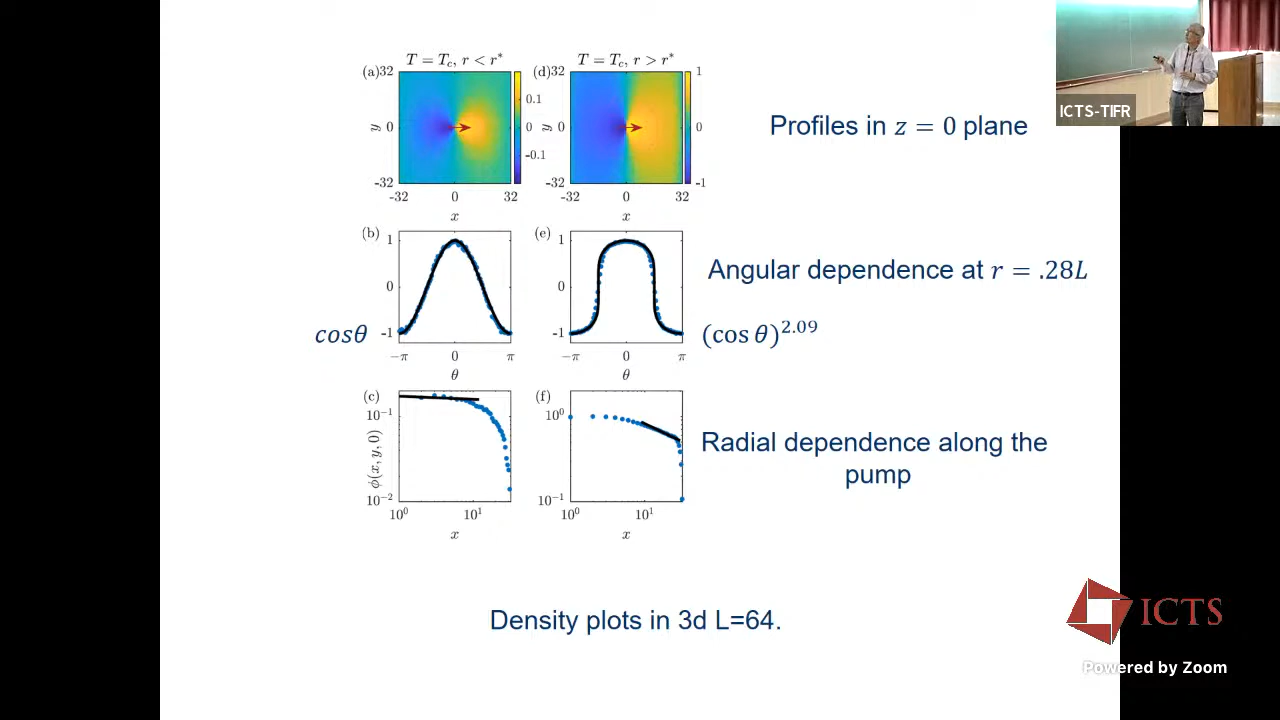 T = T_c, r < r*
T = T_c, r > r*
(a)
32
y 0
-32
-32 0 32
x
0.1
0
-0.1
(d)
32
y 0
-32
-32 0 32
x
1
0
-1
Profiles in z = 0 plane
(b)
1
0
-1
−π 0 π
θ
cosθ
(e)
1
0
-1
−π 0 π
θ
Angular dependence at r = .28L
(cos θ)^2.09
(c)
ϕ(x, y, 0)
10^-1
10^-2
10^0 10^1
x
(f)
10^0
10^-1
10^0 10^1
x
Radial dependence along the
pump
Density plots in 3d L=64.
ICTS-TIFR
ICTS
Powered by Zoom